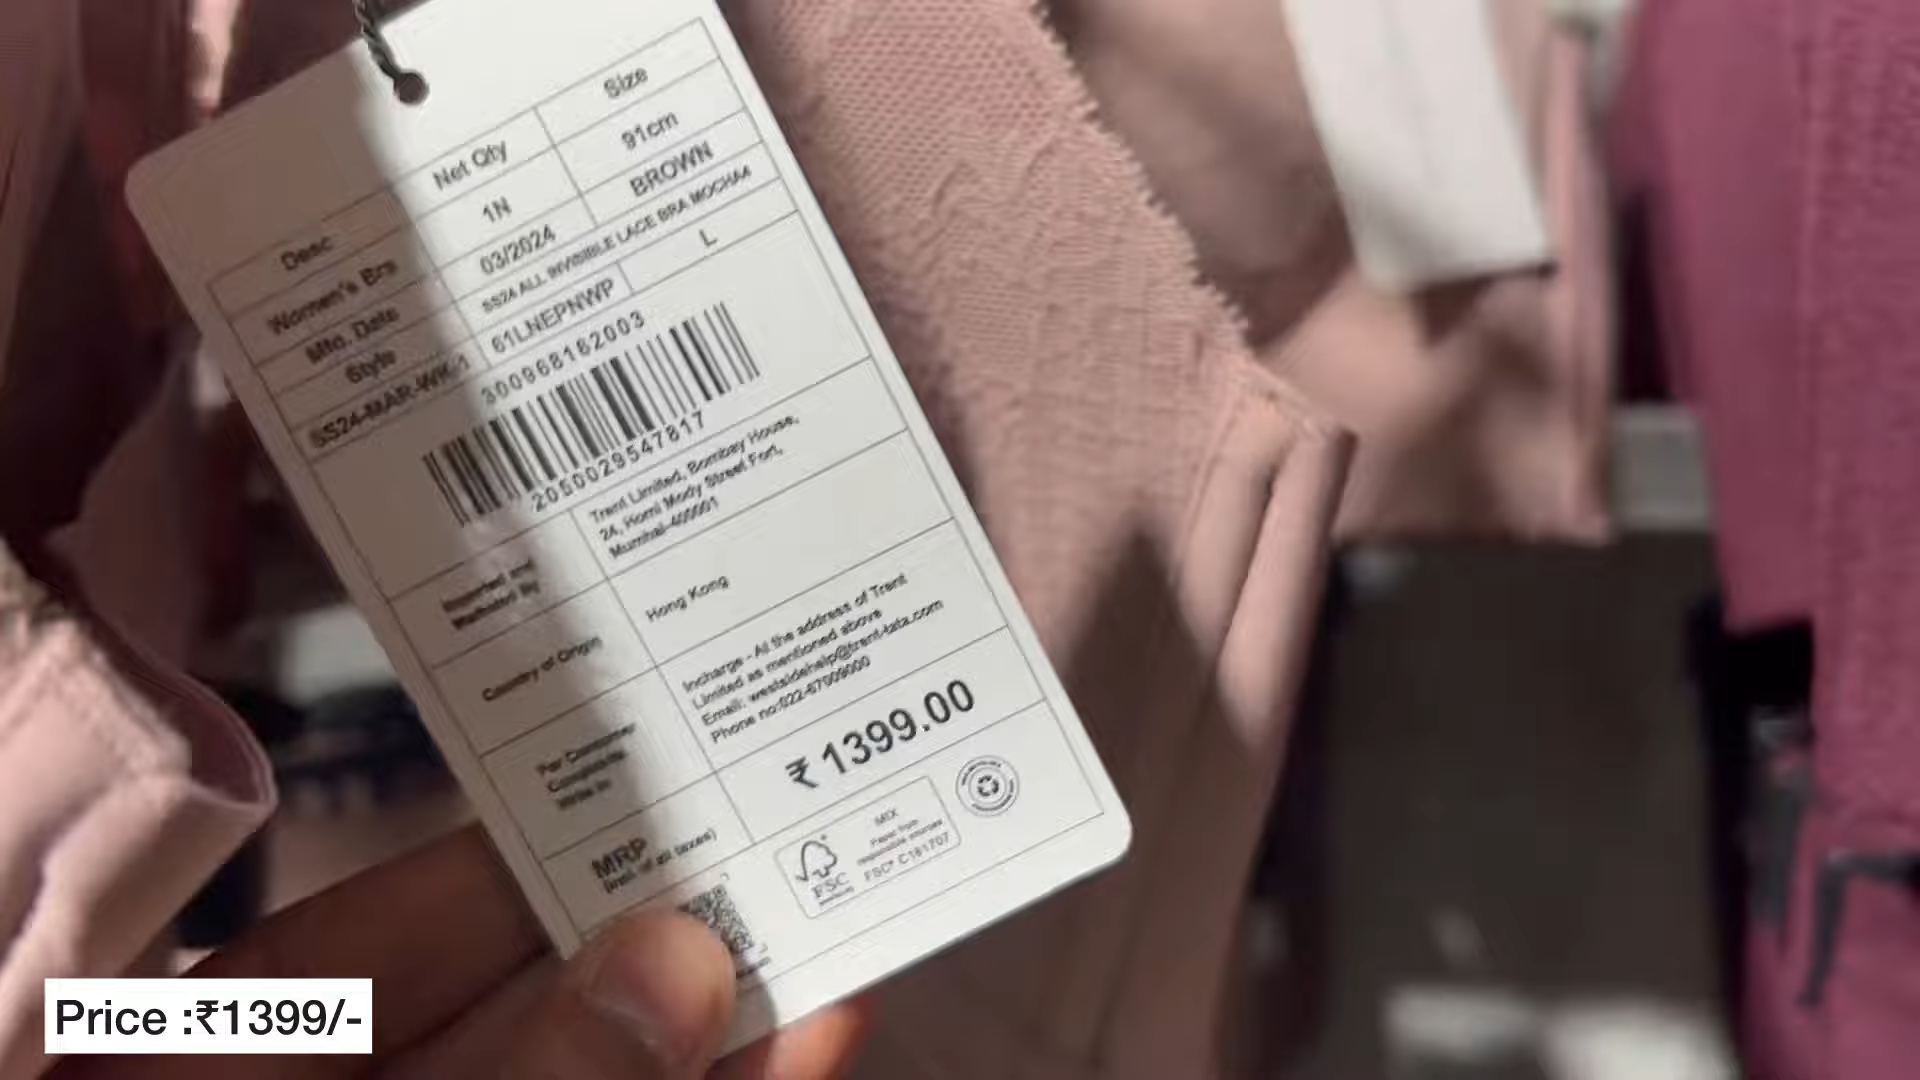 Size
Net Qty
91cm
Desc
1N
BROWN
Women's Bra
03/2024
Mfg. Date
SS24 ALL INVISIBLE LACE BRA MOCHA4
Style
61LNEPNWP
L
SS24-MAR-WK-1
300968162003
2050029547817
Imported and
Marketed By
Trent Limited, Bombay House,
24, Homi Mody Street Fort,
Mumbai-400001
Country of Origin
Hong Kong
For Customer
Complaints
Write to
Incharge - At the address of Trent
Limited as mentioned above
Email: westsidehelp@trent-tata.com
Phone no:022-67009000
MRP
(incl. of all taxes)
₹ 1399.00
FSC
MIX
Paper from
responsible sources
FSC® C181707
Price :₹1399/-